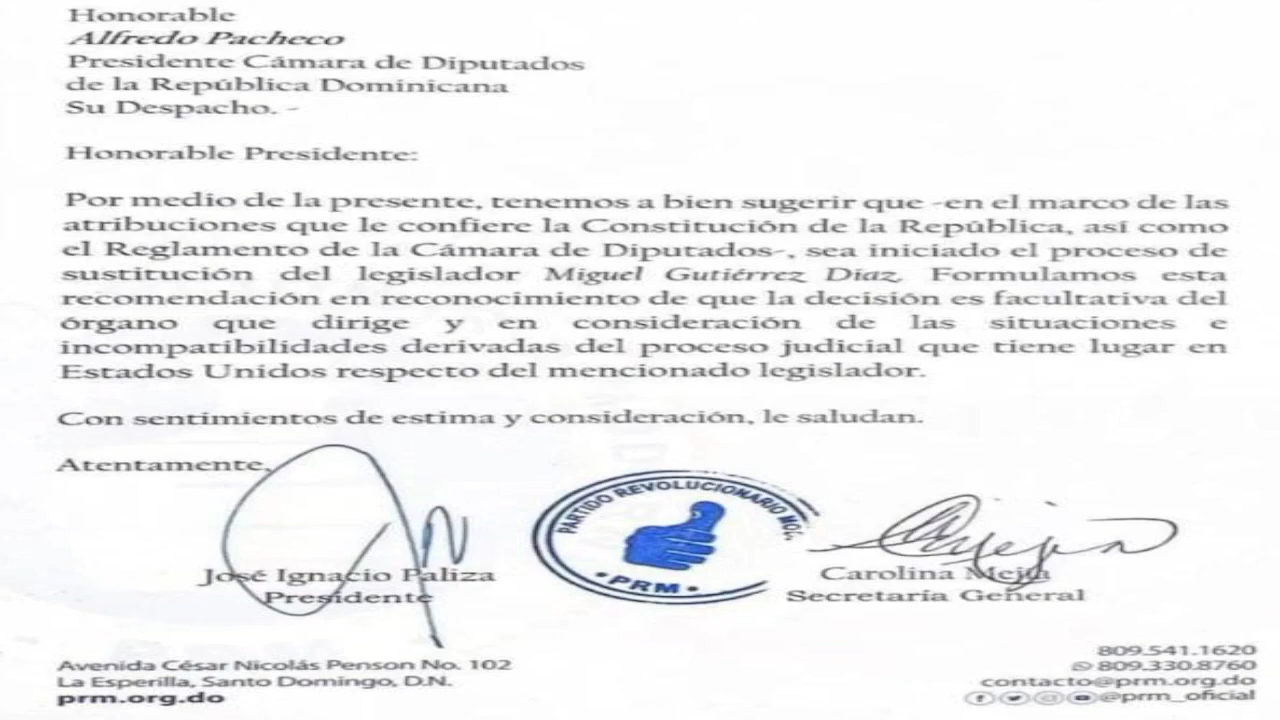 Honorable
Alfredo Pacheco
Presidente Cámara de Diputados
de la República Dominicana
Su Despacho. -
Honorable Presidente:
Por medio de la presente, tenemos a bien sugerir que -en el marco de las
atribuciones que le confiere la Constitución de la República, así como
el Reglamento de la Cámara de Diputados-, sea iniciado el proceso de
sustitución del legislador Miguel Gutiérrez Díaz. Formulamos esta
recomendación en reconocimiento de que la decisión es facultativa del
órgano que dirige y en consideración de las situaciones e
incompatibilidades derivadas del proceso judicial que tiene lugar en
Estados Unidos respecto del mencionado legislador.
Con sentimientos de estima y consideración, le saludan.
Atentamente,
PARTIDO REVOLUCIONARIO MO
• PRM •
José Ignacio Paliza
Presidente
Carolina Mejía
Secretaría General
Avenida César Nicolás Penson No. 102
La Esperilla, Santo Domingo, D.N.
prm.org.do
809.541.1620
809.330.8760
contacto@prm.org.do
@prm_oficial